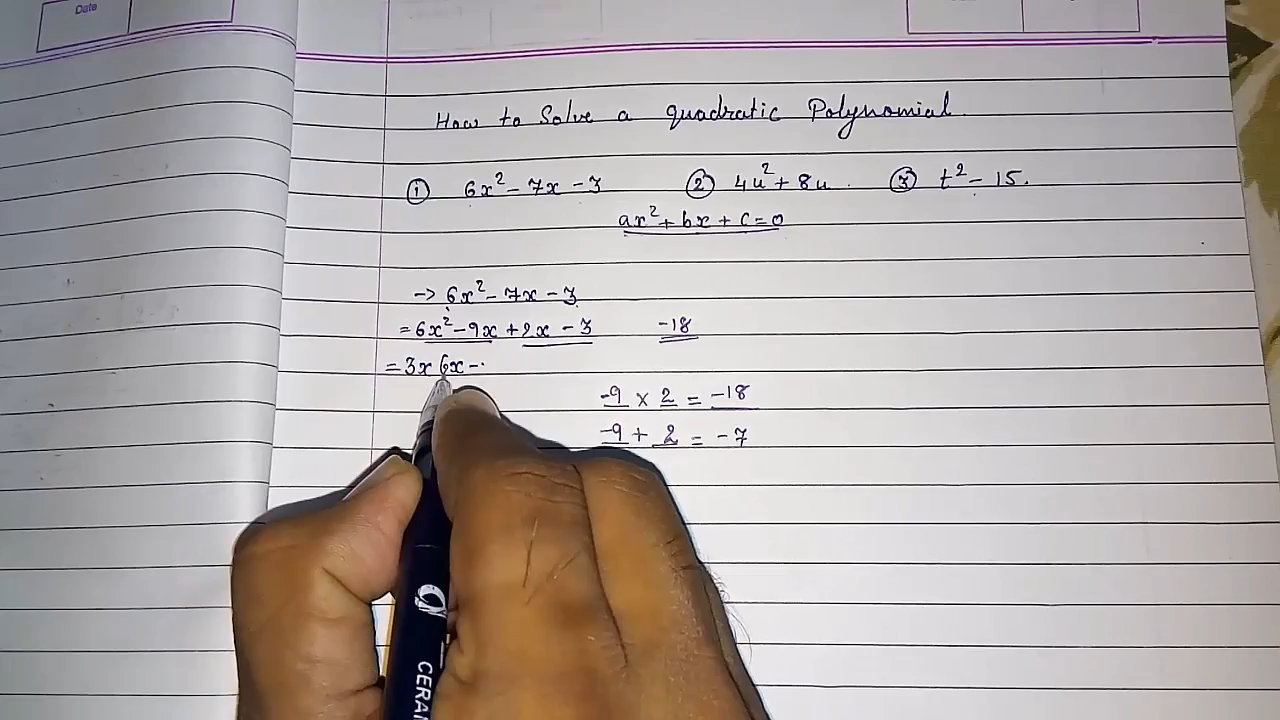 Date
How to Solve a quadratic Polynomial.
① 6x² - 7x - 3 ② 4u² + 8u . ③ t² - 15.
ax² + bx + c = 0
-> 6x² - 7x - 3
= 6x² - 9x + 2x - 3 -18
= 3x 6x -
-9 × 2 = -18
-9 + 2 = -7
CERAM